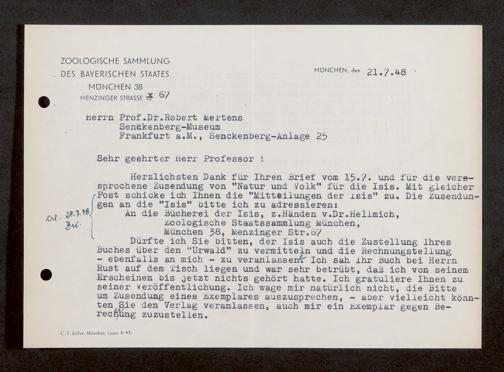 ZOOLOGISCHE SAMMLUNG
DES BAYERISCHEN STAATES
MÜNCHEN 38
MENZINGER STRASSE 67
MÜNCHEN, den 21.7.48
Herrn Prof.Dr.Robert Mertens
Senckenberg-Museum
Frankfurt a.M., Senckenberg-Anlage 25
Sehr geehrter Herr Professor !
Herzlichsten Dank für Ihren Brief vom 15.7. und für die ver=
sprochene Zusendung von "Natur und Volk" für die Isis. Mit gleicher
Post schicke ich Ihnen die "Mitteilungen der Isis" zu. Die Zusendun-
gen an die "Isis" bitte ich zu adressieren:
An die Bücherei der Isis, z.Händen v.Dr.Hellmich,
Zoologische Staatssammlung München,
München 38, Menzinger Str.67
Dürfte ich Sie bitten, der Isis auch die Zustellung Ihres
Buches über den "Urwald" zu vermitteln und die Rechnungstellung
- ebenfalls an mich - zu veranlassen? Ich sah ihr Buch bei Herrn
Rust auf dem Tisch liegen und war sehr betrübt, daß ich von seinem
Erscheinen bis jetzt nichts gehört hatte. Ich gratuliere Ihnen zu
seiner Veröffentlichung. Ich wage mir natürlich nicht, die Bitte
um Zusendung eines Exemplares auszusprechen, - aber vielleicht könn-
ten Sie den Verlag veranlassen, auch mir ein Exemplar gegen Be-
rechnung zuzustellen.
C. F. Zeller, München